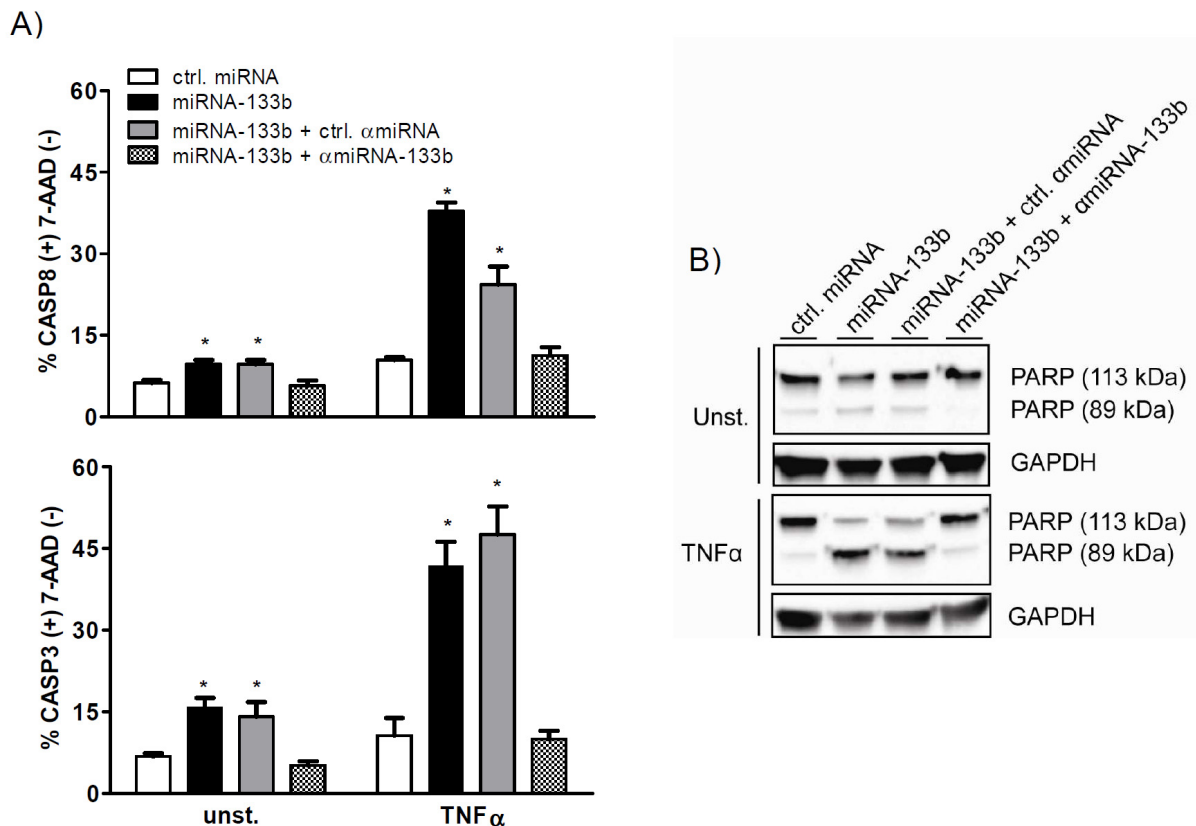 A)
ctrl. miRNA
miRNA-133b
miRNA-133b + ctrl. αmiRNA
miRNA-133b + αmiRNA-133b
% CASP8 (+) 7-AAD (-)
60
45
30
15
0
* * * *
% CASP3 (+) 7-AAD (-)
60
45
30
15
0
* * * *
unst. TNFα
B)
ctrl. miRNA
miRNA-133b
miRNA-133b + ctrl. αmiRNA
miRNA-133b + αmiRNA-133b
Unst.
PARP (113 kDa)
PARP (89 kDa)
GAPDH
TNFα
PARP (113 kDa)
PARP (89 kDa)
GAPDH